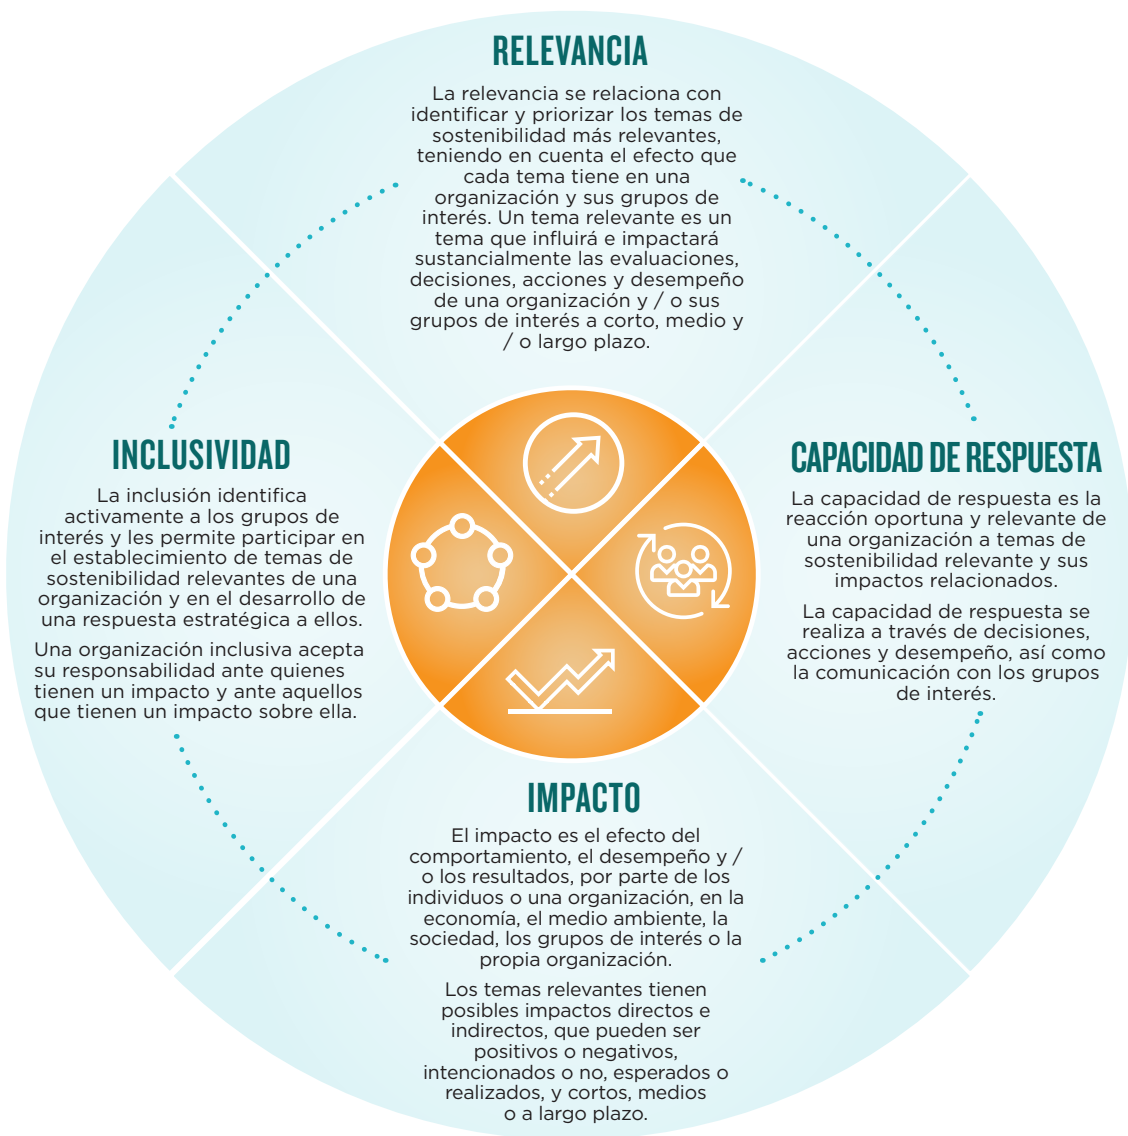 RELEVANCIA
La relevancia se relaciona con
identificar y priorizar los temas de
sostenibilidad más relevantes,
teniendo en cuenta el efecto que
cada tema tiene en una
organización y sus grupos de
interés. Un tema relevante es un
tema que influirá e impactará
sustancialmente las evaluaciones,
decisiones, acciones y desempeño
de una organización y / o sus
grupos de interés a corto, medio y
/ o largo plazo.
INCLUSIVIDAD
La inclusión identifica
activamente a los grupos de
interés y les permite participar en
el establecimiento de temas de
sostenibilidad relevantes de una
organización y en el desarrollo de
una respuesta estratégica a ellos.
Una organización inclusiva acepta
su responsabilidad ante quienes
tienen un impacto y ante aquellos
que tienen un impacto sobre ella.
CAPACIDAD DE RESPUESTA
La capacidad de respuesta es la
reacción oportuna y relevante de
una organización a temas de
sostenibilidad relevante y sus
impactos relacionados.
La capacidad de respuesta se
realiza a través de decisiones,
acciones y desempeño, así como
la comunicación con los grupos
de interés.
IMPACTO
El impacto es el efecto del
comportamiento, el desempeño y /
o los resultados, por parte de los
individuos o una organización, en la
economía, el medio ambiente, la
sociedad, los grupos de interés o la
propia organización.
Los temas relevantes tienen
posibles impactos directos e
indirectos, que pueden ser
positivos o negativos,
intencionados o no, esperados o
realizados, y cortos, medios
o a largo plazo.